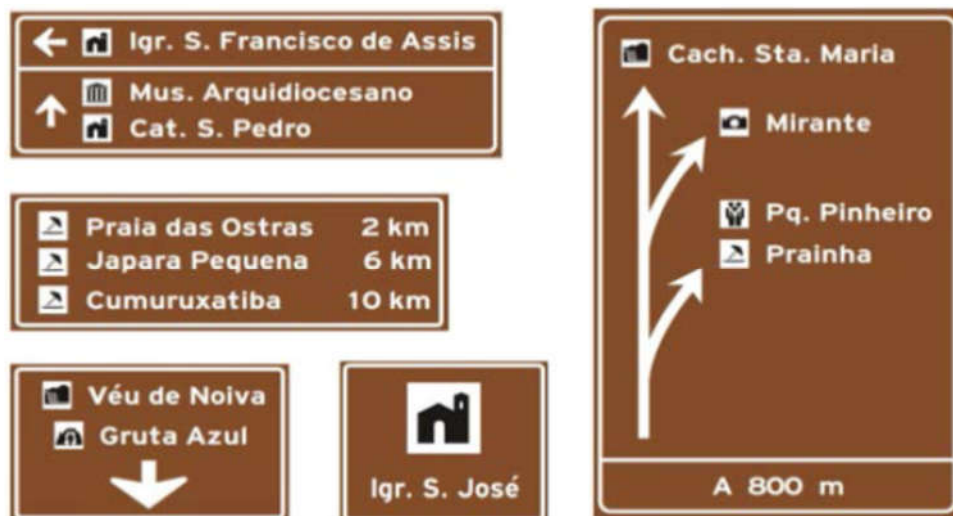 Igr. S. Francisco de Assis
Mus. Arquidiocesano
Cat. S. Pedro
Praia das Ostras 2 km
Japara Pequena 6 km
Cumuruxatiba 10 km
Véu de Noiva
Gruta Azul
Igr. S. José
Cach. Sta. Maria
Mirante
Pq. Pinheiro
Prainha
A 800 m